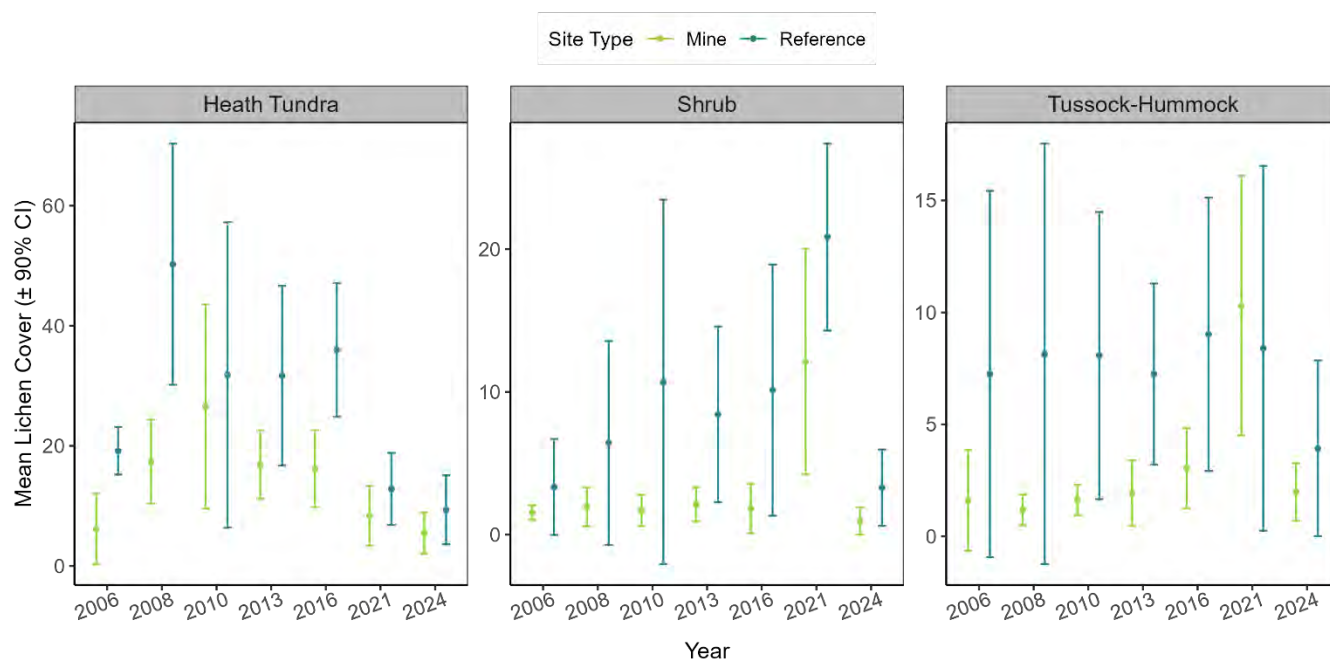 Site Type Mine Reference
Heath Tundra
Shrub
Tussock-Hummock
Mean Lichen Cover (± 90% CI)
60
40
20
0
2006 2008 2010 2013 2016 2021 2024
20
10
0
2006 2008 2010 2013 2016 2021 2024
15
10
5
0
2006 2008 2010 2013 2016 2021 2024
Year